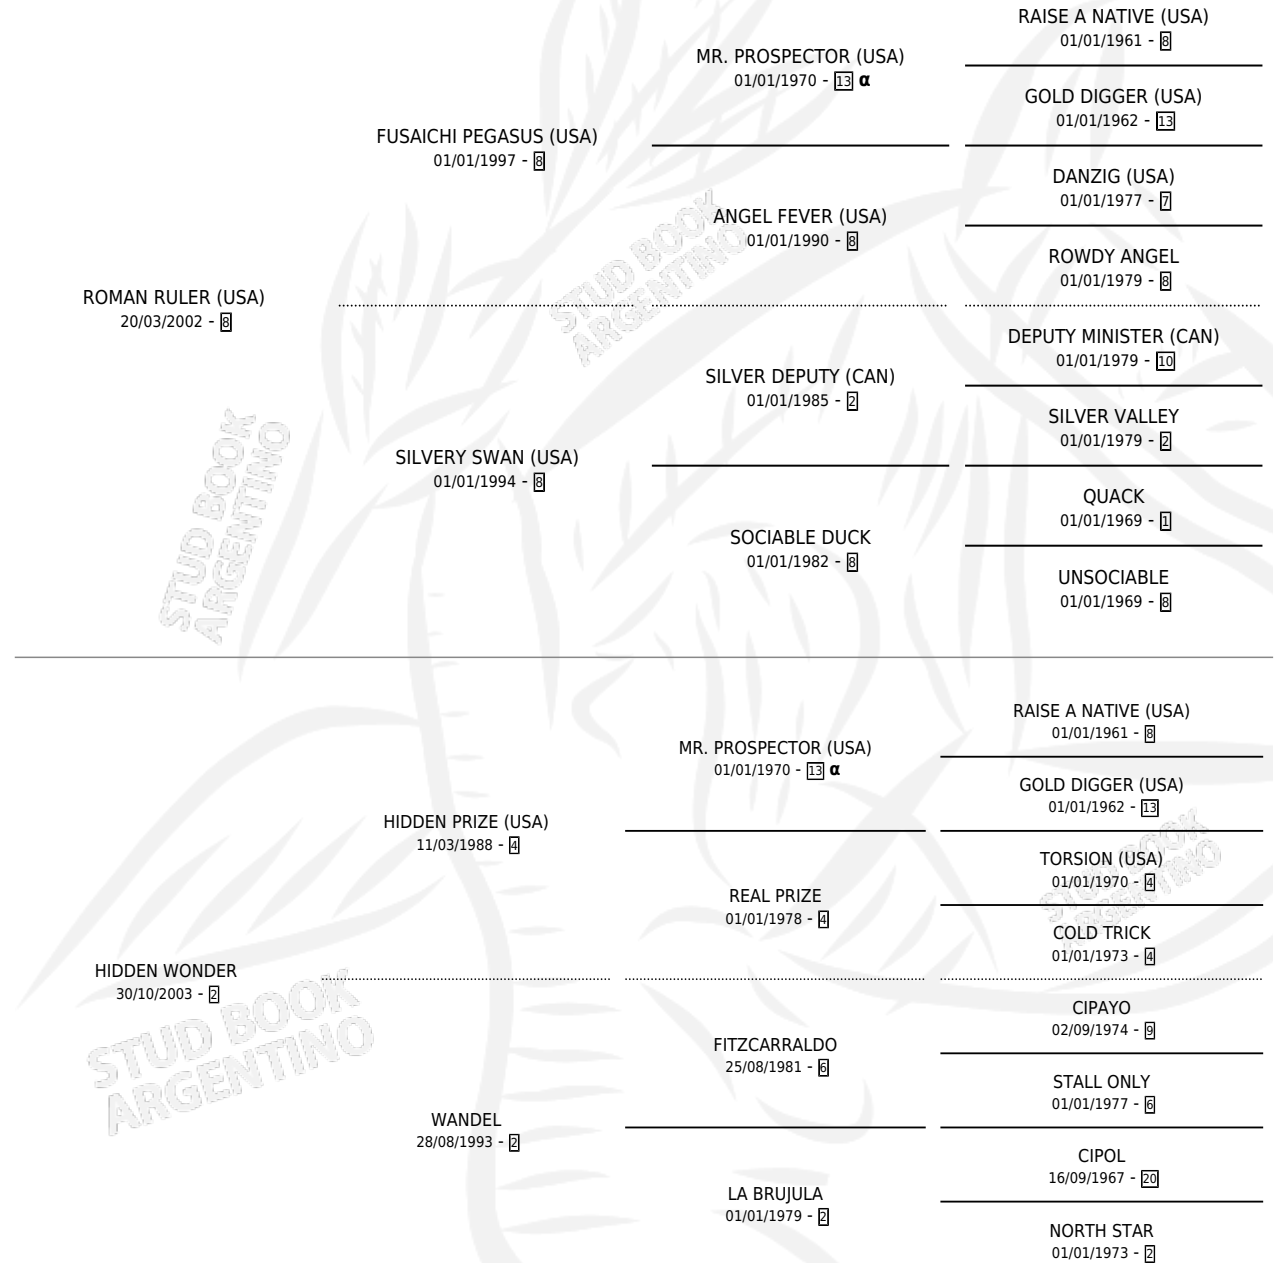 RAISE A NATIVE (USA)
01/01/1961 - 8
MR. PROSPECTOR (USA)
01/01/1970 - 13 α
GOLD DIGGER (USA)
01/01/1962 - 13
FUSAICHI PEGASUS (USA)
01/01/1997 - 8
DANZIG (USA)
01/01/1977 - 7
ANGEL FEVER (USA)
01/01/1990 - 8
ROWDY ANGEL
01/01/1979 - 8
ROMAN RULER (USA)
20/03/2002 - 8
DEPUTY MINISTER (CAN)
01/01/1979 - 10
SILVER DEPUTY (CAN)
01/01/1985 - 2
SILVER VALLEY
01/01/1979 - 2
SILVERY SWAN (USA)
01/01/1994 - 8
QUACK
01/01/1969 - 1
SOCIABLE DUCK
01/01/1982 - 8
UNSOCIABLE
01/01/1969 - 8
STUD BOOK
ARGENTINO
STUD BOOK
ARGENTINO
RAISE A NATIVE (USA)
01/01/1961 - 8
MR. PROSPECTOR (USA)
01/01/1970 - 13 α
GOLD DIGGER (USA)
01/01/1962 - 13
HIDDEN PRIZE (USA)
11/03/1988 - 4
TORSION (USA)
01/01/1970 - 4
REAL PRIZE
01/01/1978 - 4
COLD TRICK
01/01/1973 - 4
HIDDEN WONDER
30/10/2003 - 2
CIPAYO
02/09/1974 - 9
FITZCARRALDO
25/08/1981 - 6
STALL ONLY
01/01/1977 - 6
WANDEL
28/08/1993 - 2
CIPOL
16/09/1967 - 20
LA BRUJULA
01/01/1979 - 2
NORTH STAR
01/01/1973 - 2
STUD BOOK
ARGENTINO
STUD BOOK
ARGENTINO